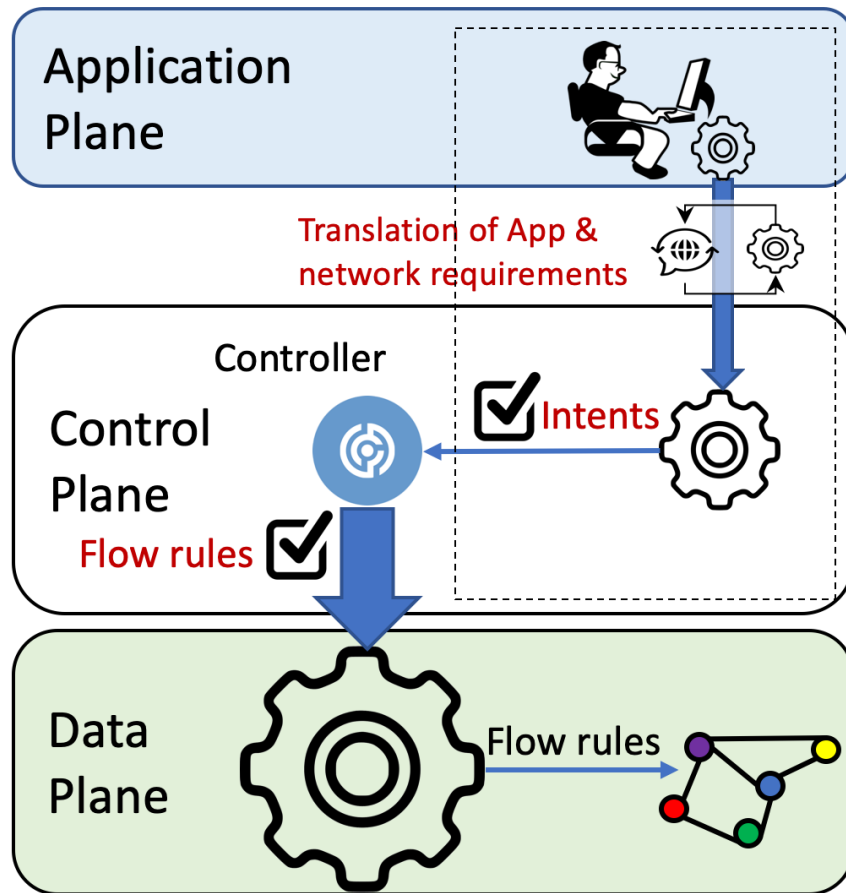 Application
Plane
Translation of App &
network requirements
Controller
Intents
Control
Plane
Flow rules
Data
Plane
Flow rules